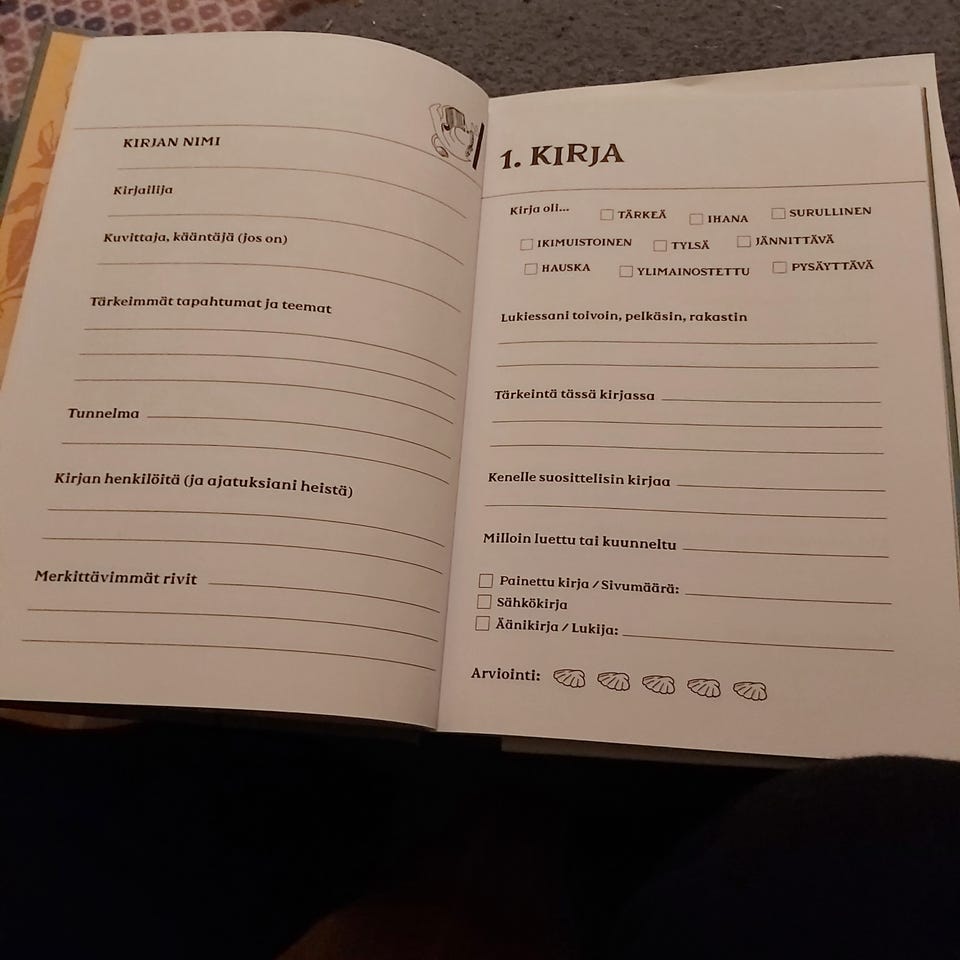 KIRJAN NIMI
Kirjailija
Kuvittaja, kääntäjä (jos on)
Tärkeimmät tapahtumat ja teemat
Tunnelma
Kirjan henkilöitä (ja ajatuksiani heistä)
Merkittävimmät rivit
1. KIRJA
Kirja oli... TÄRKEÄ IHANA SURULLINEN
IKIMUISTOINEN TYLSÄ JÄNNITTÄVÄ
HAUSKA YLIMAINOSTETTU PYSÄYTTÄVÄ
Lukiessani toivoin, pelkäsin, rakastin
Tärkeintä tässä kirjassa
Kenelle suosittelisin kirjaa
Milloin luettu tai kuunneltu
Painettu kirja / Sivumäärä:
Sähkökirja
Äänikirja / Lukija:
Arviointi: